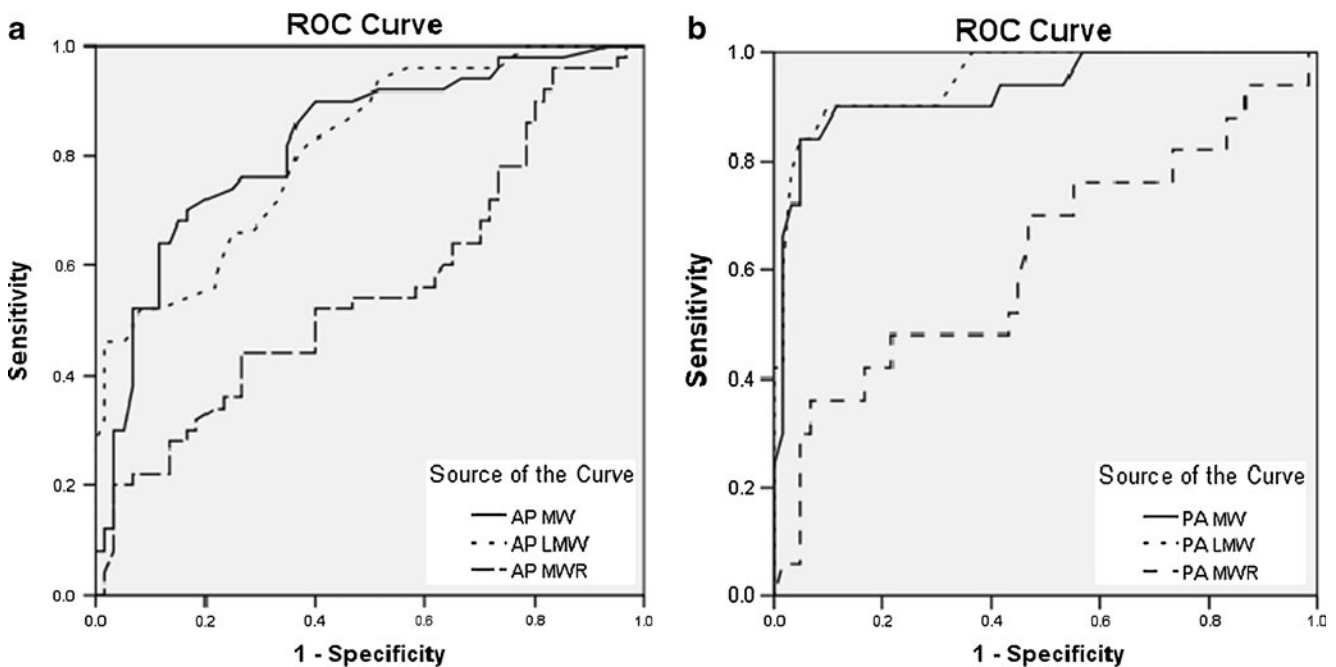 a
ROC Curve
1.0
0.8
0.6
0.4
0.2
0.0
Sensitivity
Source of the Curve
AP MW
AP LMW
AP MWR
0.0 0.2 0.4 0.6 0.8 1.0
1 - Specificity
b
ROC Curve
1.0
0.8
0.6
0.4
0.2
0.0
Sensitivity
Source of the Curve
PA MW
PA LMW
PA MWR
0.0 0.2 0.4 0.6 0.8 1.0
1 - Specificity